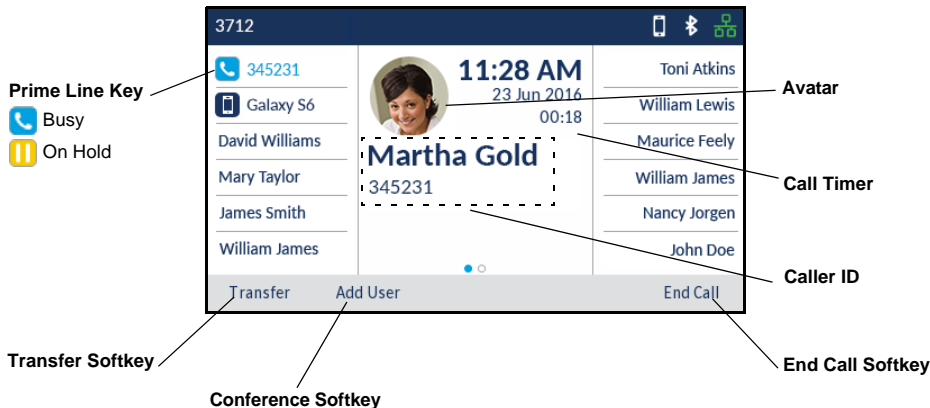 3712
345231
Galaxy S6
David Williams
Mary Taylor
James Smith
William James
11:28 AM
23 Jun 2016
00:18
Martha Gold
345231
Toni Atkins
William Lewis
Maurice Feely
William James
Nancy Jorgen
John Doe
Transfer
Add User
End Call
Prime Line Key
Busy
On Hold
Avatar
Call Timer
Caller ID
Transfer Softkey
Conference Softkey
End Call Softkey